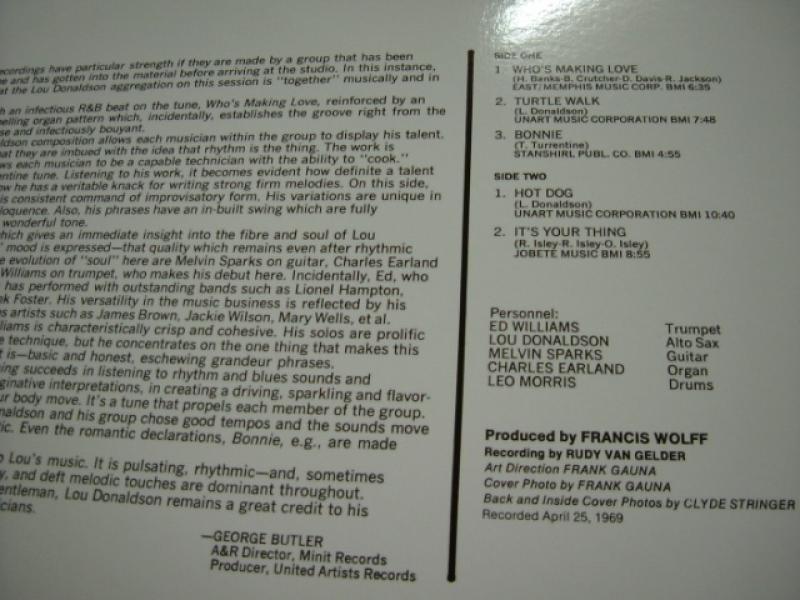 recordings have particular strength if they are made by a group that has been
e and has gotten into the material before arriving at the studio. In this instance,
at the Lou Donaldson aggregation on this session is "together" musically and in
h an infectious R&B beat on the tune, Who's Making Love, reinforced by an
elling organ pattern which, incidentally, establishes the groove right from the
se and infectiously bouyant.
ldson composition allows each musician within the group to display his talent.
at they are imbued with the idea that rhythm is the thing. The work is
ws each musician to be a capable technician with the ability to "cook."
entine tune. Listening to his work, it becomes evident how definite a talent
ow he has a veritable knack for writing strong firm melodies. On this side,
is consistent command of improvisatory form. His variations are unique in
loquence. Also, his phrases have an in-built swing which are fully
wonderful tone.
which gives an immediate insight into the fibre and soul of Lou
' mood is expressed—that quality which remains even after rhythmic
e evolution of "soul" here are Melvin Sparks on guitar, Charles Earland
Williams on trumpet, who makes his debut here. Incidentally, Ed, who
has performed with outstanding bands such as Lionel Hampton,
nk Foster. His versatility in the music business is reflected by his
s artists such as James Brown, Jackie Wilson, Mary Wells, et al.
liams is characteristically crisp and cohesive. His solos are prolific
e technique, but he concentrates on the one thing that makes this
t is—basic and honest, eschewing grandeur phrases.
ing succeeds in listening to rhythm and blues sounds and
ginative interpretations, in creating a driving, sparkling and flavor-
ur body move. It's a tune that propels each member of the group.
naldson and his group chose good tempos and the sounds move
tic. Even the romantic declarations, Bonnie, e.g., are made
o Lou's music. It is pulsating, rhythmic—and, sometimes
y, and deft melodic touches are dominant throughout.
entleman, Lou Donaldson remains a great credit to his
icians.
—GEORGE BUTLER
A&R Director, Minit Records
Producer, United Artists Records
SIDE ONE
1 WHO'S MAKING LOVE
(H. Banks-B. Crutcher-D. Davis-R. Jackson)
EAST/MEMPHIS MUSIC CORP. BMI 6:35
2. TURTLE WALK
(L. Donaldson)
UNART MUSIC CORPORATION BMI 7:48
3. BONNIE
(T. Turrentine)
STANSHIRL PUBL. CO. BMI 4:55
SIDE TWO
1. HOT DOG
(L. Donaldson)
UNART MUSIC CORPORATION BMI 10:40
2. IT'S YOUR THING
(R. Isley-R. Isley-O. Isley)
JOBETE MUSIC BMI 8:55
Personnel:
ED WILLIAMS Trumpet
LOU DONALDSON Alto Sax
MELVIN SPARKS Guitar
CHARLES EARLAND Organ
LEO MORRIS Drums
Produced by FRANCIS WOLFF
Recording by RUDY VAN GELDER
Art Direction FRANK GAUNA
Cover Photo by FRANK GAUNA
Back and Inside Cover Photos by CLYDE STRINGER
Recorded April 25, 1969